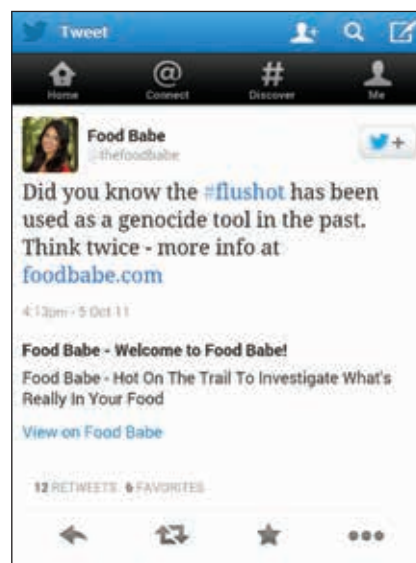 Tweet
Home Connect Discover Me
Food Babe
@thefoodbabe
Did you know the #flushot has been
used as a genocide tool in the past.
Think twice - more info at
foodbabe.com
4:13pm - 5 Oct 11
Food Babe - Welcome to Food Babe!
Food Babe - Hot On The Trail To Investigate What's
Really In Your Food
View on Food Babe
12 RETWEETS 6 FAVORITES